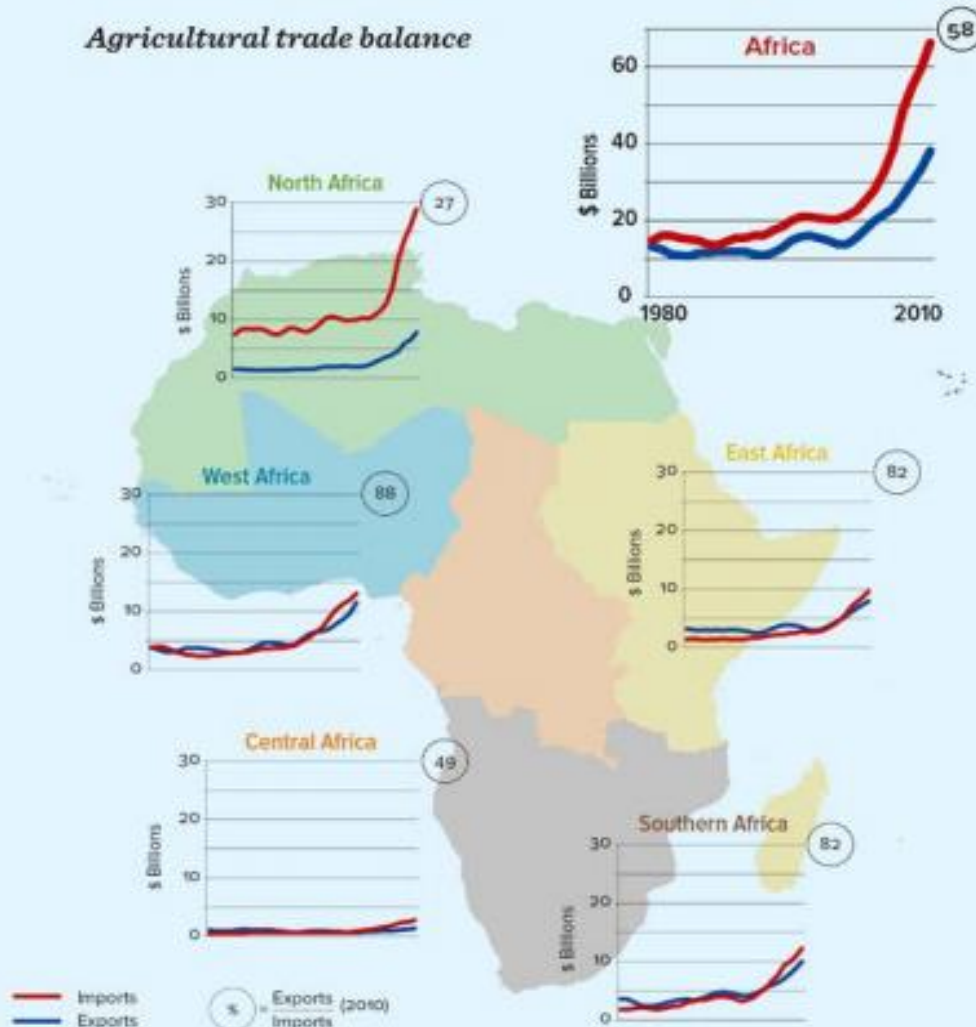 Agricultural trade balance
Africa
58
$ Billions
60
40
20
0
1980
2010
North Africa
27
$ Billions
30
20
10
0
West Africa
88
$ Billions
30
20
10
0
East Africa
82
$ Billions
30
20
10
0
Central Africa
49
$ Billions
30
20
10
0
Southern Africa
82
$ Billions
30
20
10
0
Imports
Exports
% = Exports / Imports (2010)